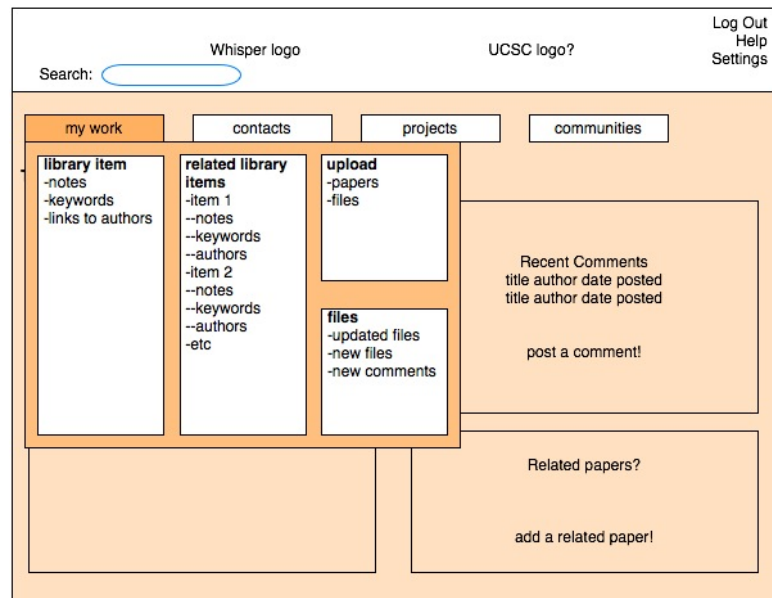 Log Out
Help
Settings
Whisper logo
UCSC logo?
Search:
my work
contacts
projects
communities
library item
-notes
-keywords
-links to authors
related library
items
-item 1
--notes
--keywords
--authors
-item 2
--notes
--keywords
--authors
-etc
upload
-papers
-files
files
-updated files
-new files
-new comments
Recent Comments
title author date posted
title author date posted
post a comment!
Related papers?
add a related paper!